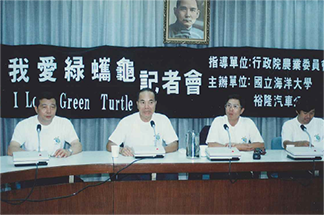 我愛綠蠵龜
記者會
I Love Green Turtle
指導單位:行政院農業委員會
主辦單位:國立海洋大學
裕隆汽車